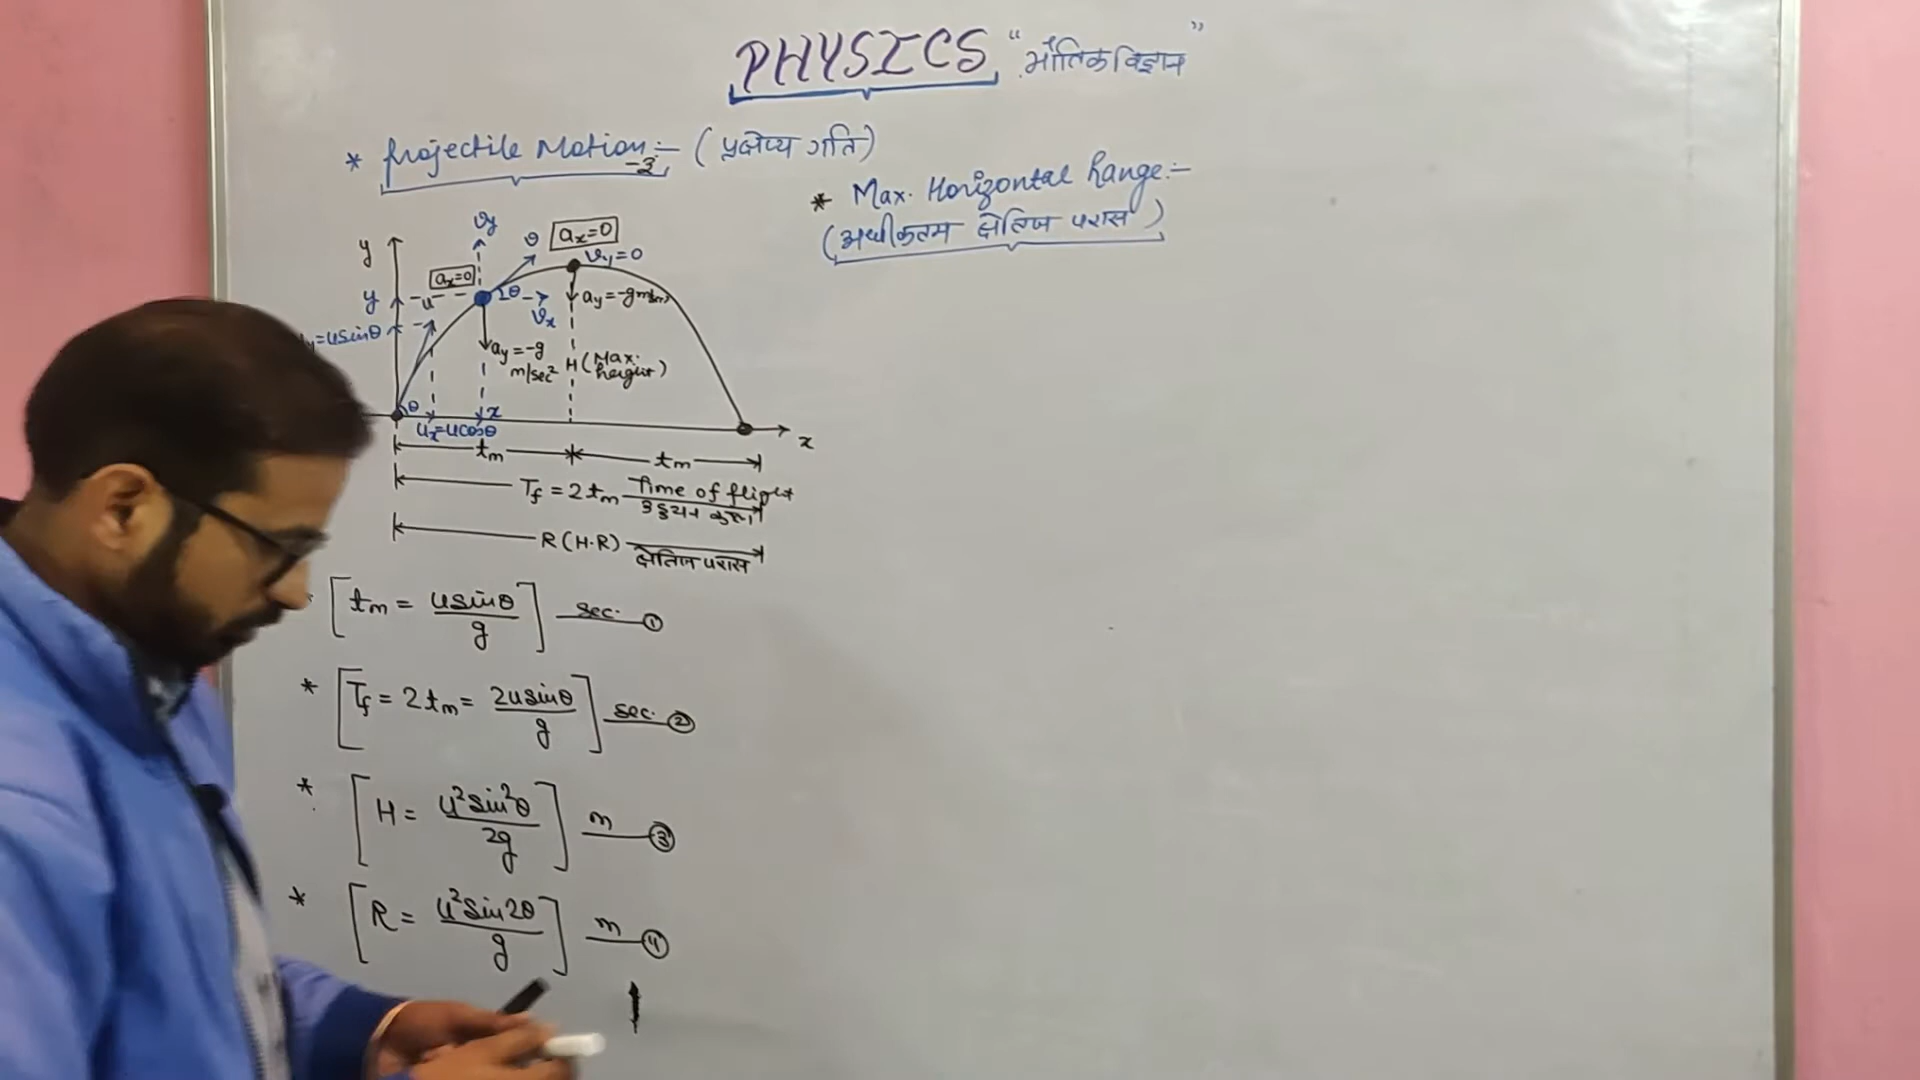 PHYSICS "भौतिक विज्ञान"
* Projectile Motion:- (प्रक्षेप्य गति)
-3
* Max. Horizontal Range:-
(अधीकतम क्षैतिज परास)
y
vy
v
ax=0
vy=0
ax=0
y
u
θ
vx
ay=-g
uy=usinθ
ay=-g
m/sec²
H (Max. height)
θ
x
ux=ucosθ
x
tm
tm
Tf = 2tm Time of flight
उड्डयन काल
R (H.R)
क्षैतिज परास
* [tm = usinθ/g] sec. ①
* [Tf = 2tm = 2usinθ/g] sec. ②
* [H = u²sin²θ/2g] m ③
* [R = u²sin2θ/g] m ④